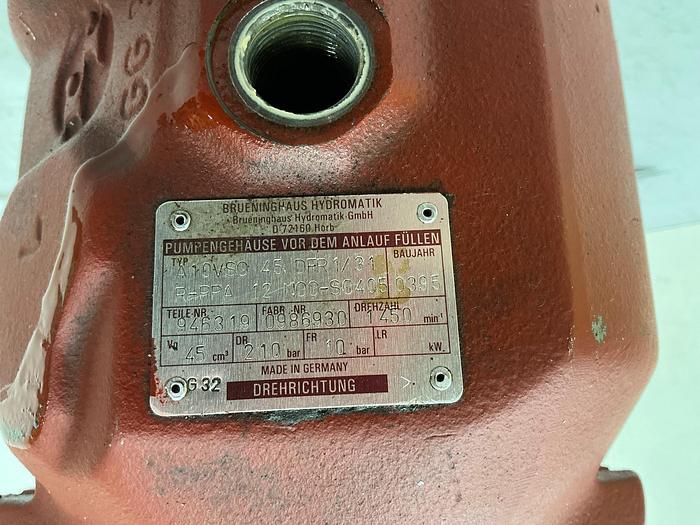 GG
BRUENINGHAUS HYDROMATIK
Brueninghaus Hydromatik GmbH
D 72160 Horb
PUMPENGEHÄUSE VOR DEM ANLAUF FÜLLEN
TYP BAUJAHR
A10VSO 45 DFR1/31
R-PPA 12 N00-SO405 0395
TEILE-NR. FABR.-NR. DREHZAHL
946319 0986930 1450 min⁻¹
Vg 45 cm³ DR 210 bar FR 10 bar LR kW
MADE IN GERMANY
G32 DREHRICHTUNG >